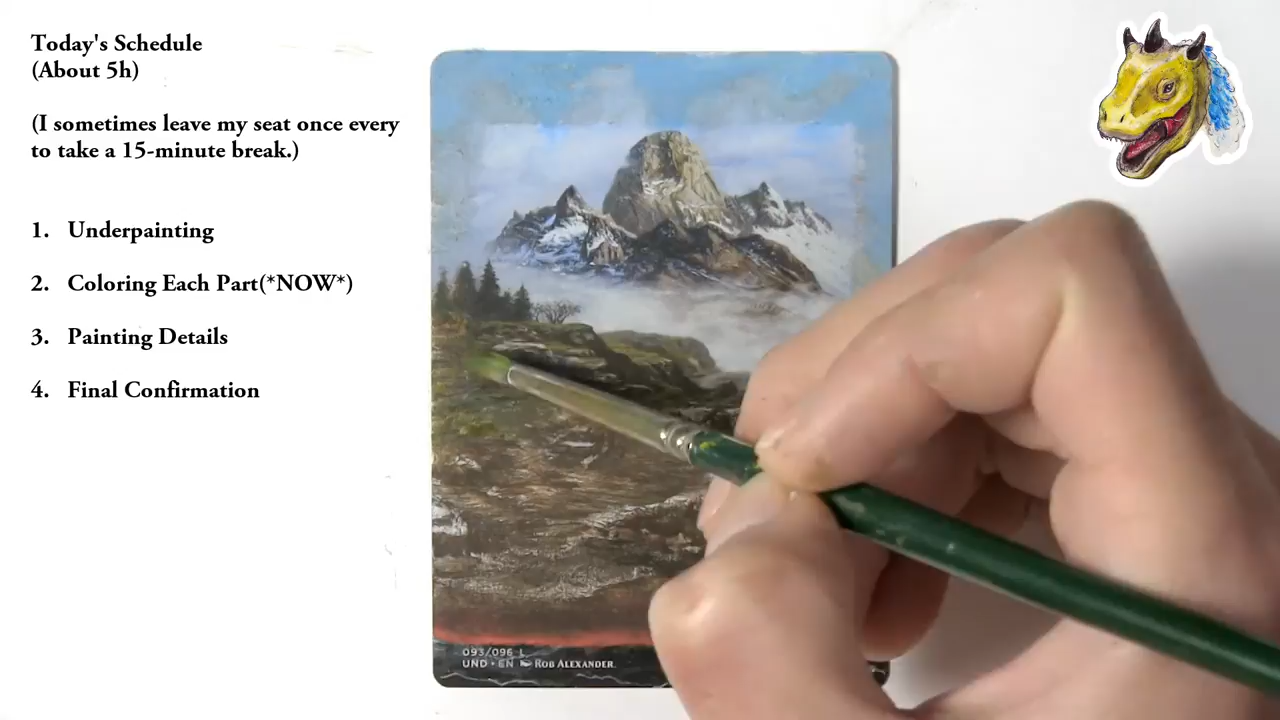 Today's Schedule
(About 5h)
(I sometimes leave my seat once every
to take a 15-minute break.)
1. Underpainting
2. Coloring Each Part(*NOW*)
3. Painting Details
4. Final Confirmation
093/096 L
UND • EN ROB ALEXANDER